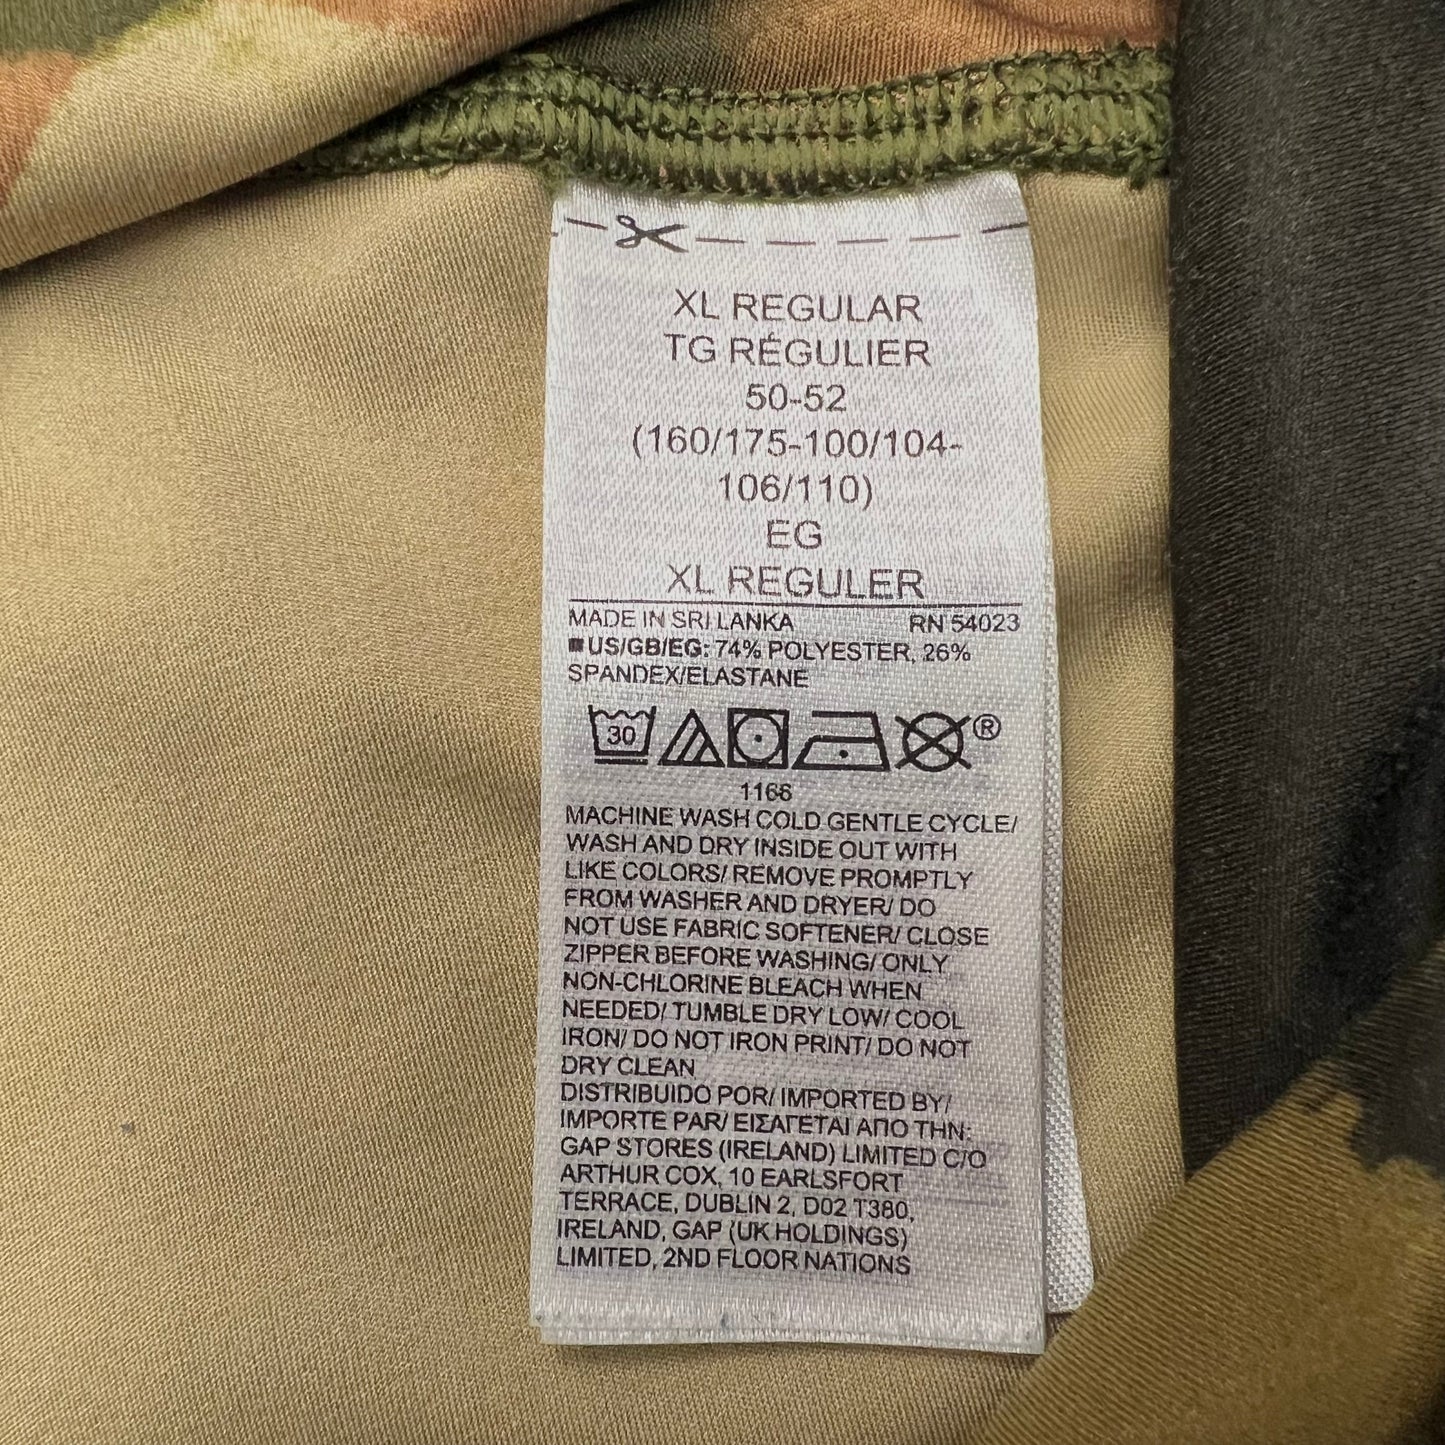 XL REGULAR
TG RÉGULIER
50-52
(160/175-100/104-
106/110)
EG
XL REGULER
MADE IN SRI LANKA RN 54023
US/GB/EG: 74% POLYESTER, 26%
SPANDEX/ELASTANE
30 ®
1166
MACHINE WASH COLD GENTLE CYCLE/
WASH AND DRY INSIDE OUT WITH
LIKE COLORS/ REMOVE PROMPTLY
FROM WASHER AND DRYER/ DO
NOT USE FABRIC SOFTENER/ CLOSE
ZIPPER BEFORE WASHING/ ONLY
NON-CHLORINE BLEACH WHEN
NEEDED/ TUMBLE DRY LOW/ COOL
IRON/ DO NOT IRON PRINT/ DO NOT
DRY CLEAN
DISTRIBUIDO POR/ IMPORTED BY/
IMPORTE PAR/ ΕΙΣΑΓΕΤΑΙ ΑΠΟ ΤΗΝ:
GAP STORES (IRELAND) LIMITED C/O
ARTHUR COX, 10 EARLSFORT
TERRACE, DUBLIN 2, D02 T380,
IRELAND, GAP (UK HOLDINGS)
LIMITED, 2ND FLOOR NATIONS